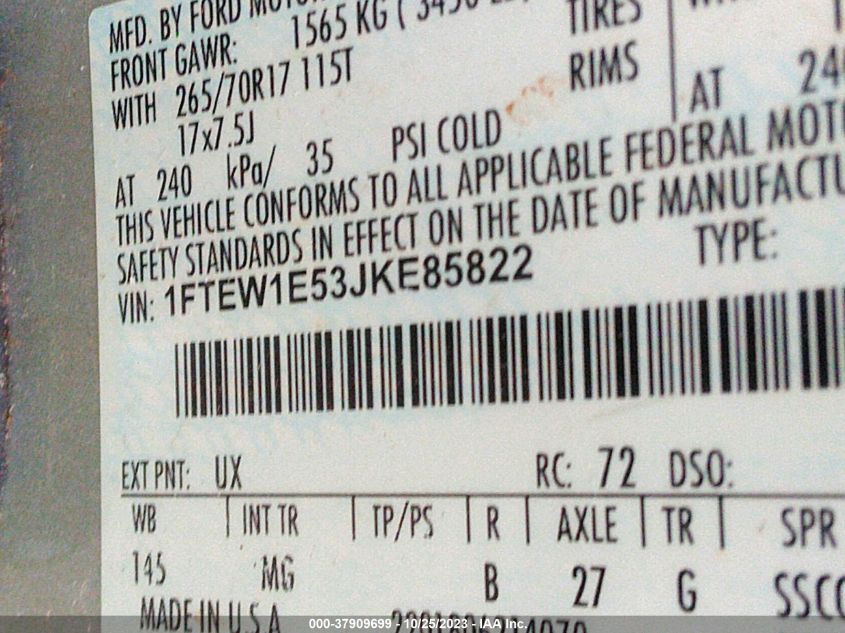 MFD. BY FORD
FRONT GAWR: 1565 KG ( TIRES
WITH 265/70R17 115T RIMS
17x7.5J AT
AT 240 kPa/ 35 PSI COLD
THIS VEHICLE CONFORMS TO ALL APPLICABLE FEDERAL
SAFETY STANDARDS IN EFFECT ON THE DATE OF
VIN: 1FTEW1E53JKE85822 TYPE:
EXT PNT: UX RC: 72 DSO:
WB INT TR TP/PS R AXLE TR SPR
145 MG B 27 G
MADE IN U.S.A
000-37909699 - 10/25/2023 - IAA Inc.